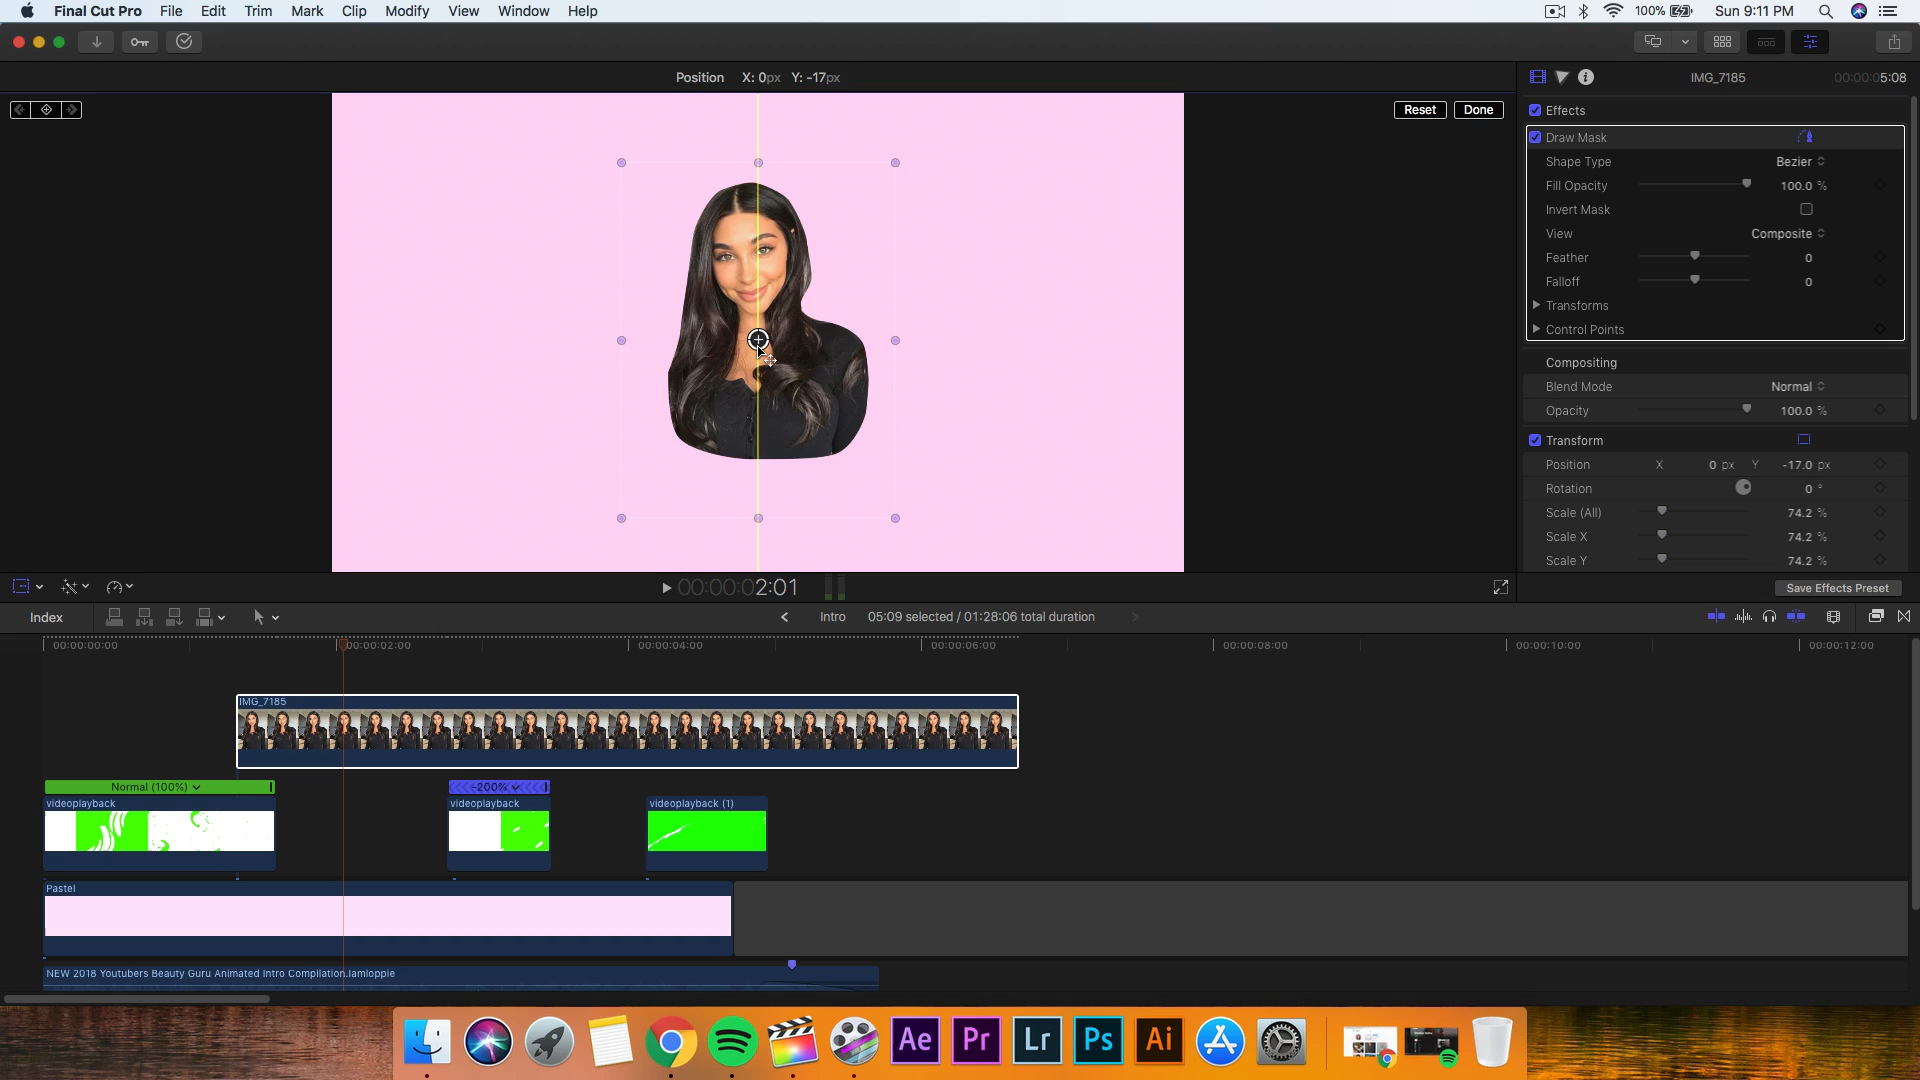 Final Cut Pro File Edit Trim Mark Clip Modify View Window Help 100% Sun 9:11 PM
Position X: 0px Y: -17px
IMG_7185 00:00:05:08
Reset Done
Effects
Draw Mask
Shape Type Bezier
Fill Opacity 100.0 %
Invert Mask
View Composite
Feather 0
Falloff 0
Transforms
Control Points
Compositing
Blend Mode Normal
Opacity 100.0 %
Transform
Position X 0 px Y -17.0 px
Rotation 0 °
Scale (All) 74.2 %
Scale X 74.2 %
Scale Y 74.2 %
00:00:02:01
Save Effects Preset
Index
Intro 05:09 selected / 01:28:06 total duration
00:00:00:00 00:00:02:00 00:00:04:00 00:00:06:00 00:00:08:00 00:00:10:00 00:00:12:00
IMG_7185
Normal (100%) -200%
videoplayback videoplayback videoplayback (1)
Pastel
NEW 2018 Youtubers Beauty Guru Animated Intro Compilation.lamloppie
Ae Pr Lr Ps Ai